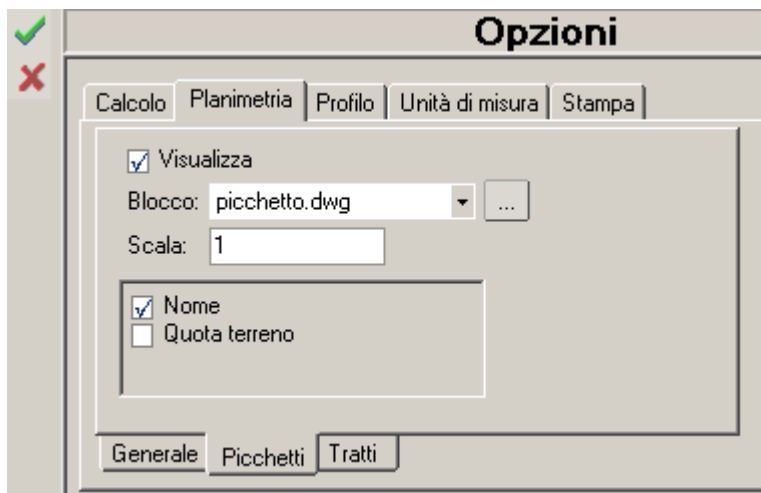 Opzioni
Calcolo Planimetria Profilo Unità di misura Stampa
Visualizza
Blocco: picchetto.dwg ...
Scala: 1
Nome
Quota terreno
Generale Picchetti Tratti